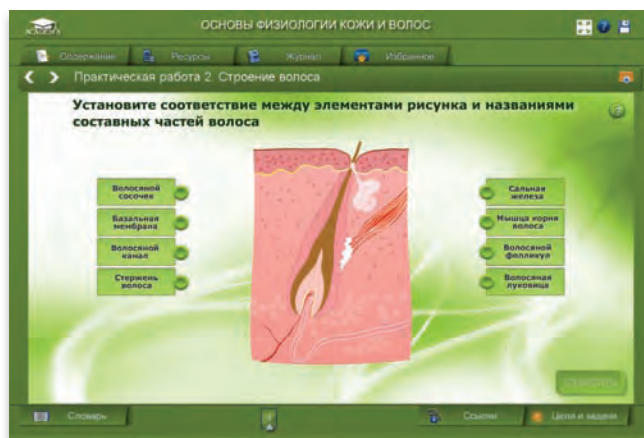 ACADEMIA
ОСНОВЫ ФИЗИОЛОГИИ КОЖИ И ВОЛОС
Содержание
Ресурсы
Журнал
Избранное
Практическая работа 2. Строение волоса
Установите соответствие между элементами рисунка и названиями
составных частей волоса
Волосяной
сосочек
Базальная
мембрана
Волосяной
канал
Стержень
волоса
Сальная
железа
Мышца корня
волоса
Волосяной
фолликул
Волосяная
луковица
ОТВЕТИТЬ
Словарь
Ссылки
Цели и задачи